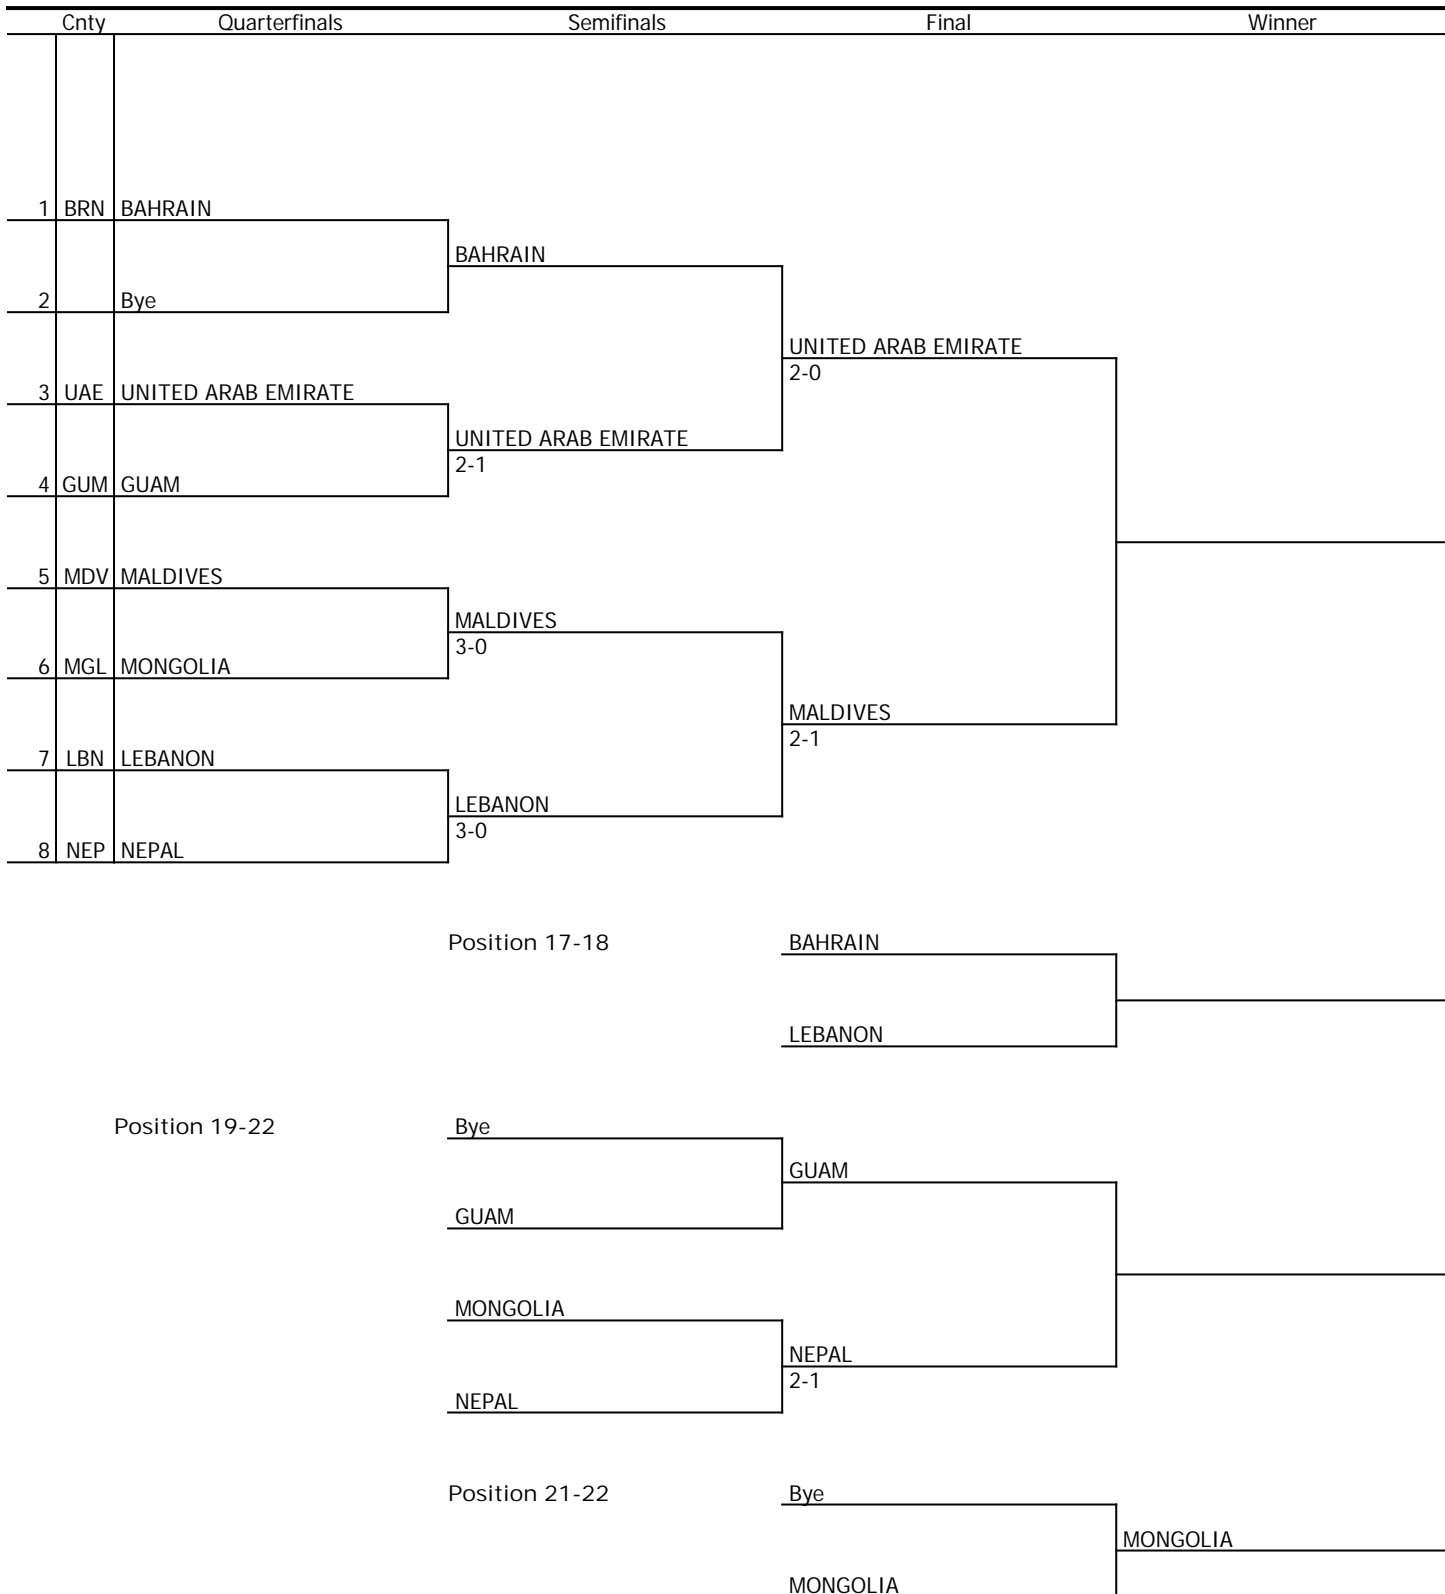 Cnty Quarterfinals Semifinals Final Winner
1 BRN BAHRAIN
BAHRAIN
2 Bye
UNITED ARAB EMIRATE
2-0
3 UAE UNITED ARAB EMIRATE
UNITED ARAB EMIRATE
2-1
4 GUM GUAM
5 MDV MALDIVES
MALDIVES
3-0
6 MGL MONGOLIA
MALDIVES
2-1
7 LBN LEBANON
LEBANON
3-0
8 NEP NEPAL
Position 17-18 BAHRAIN
LEBANON
Position 19-22 Bye
GUAM
GUAM
MONGOLIA
NEPAL
2-1
NEPAL
Position 21-22 Bye
MONGOLIA
MONGOLIA